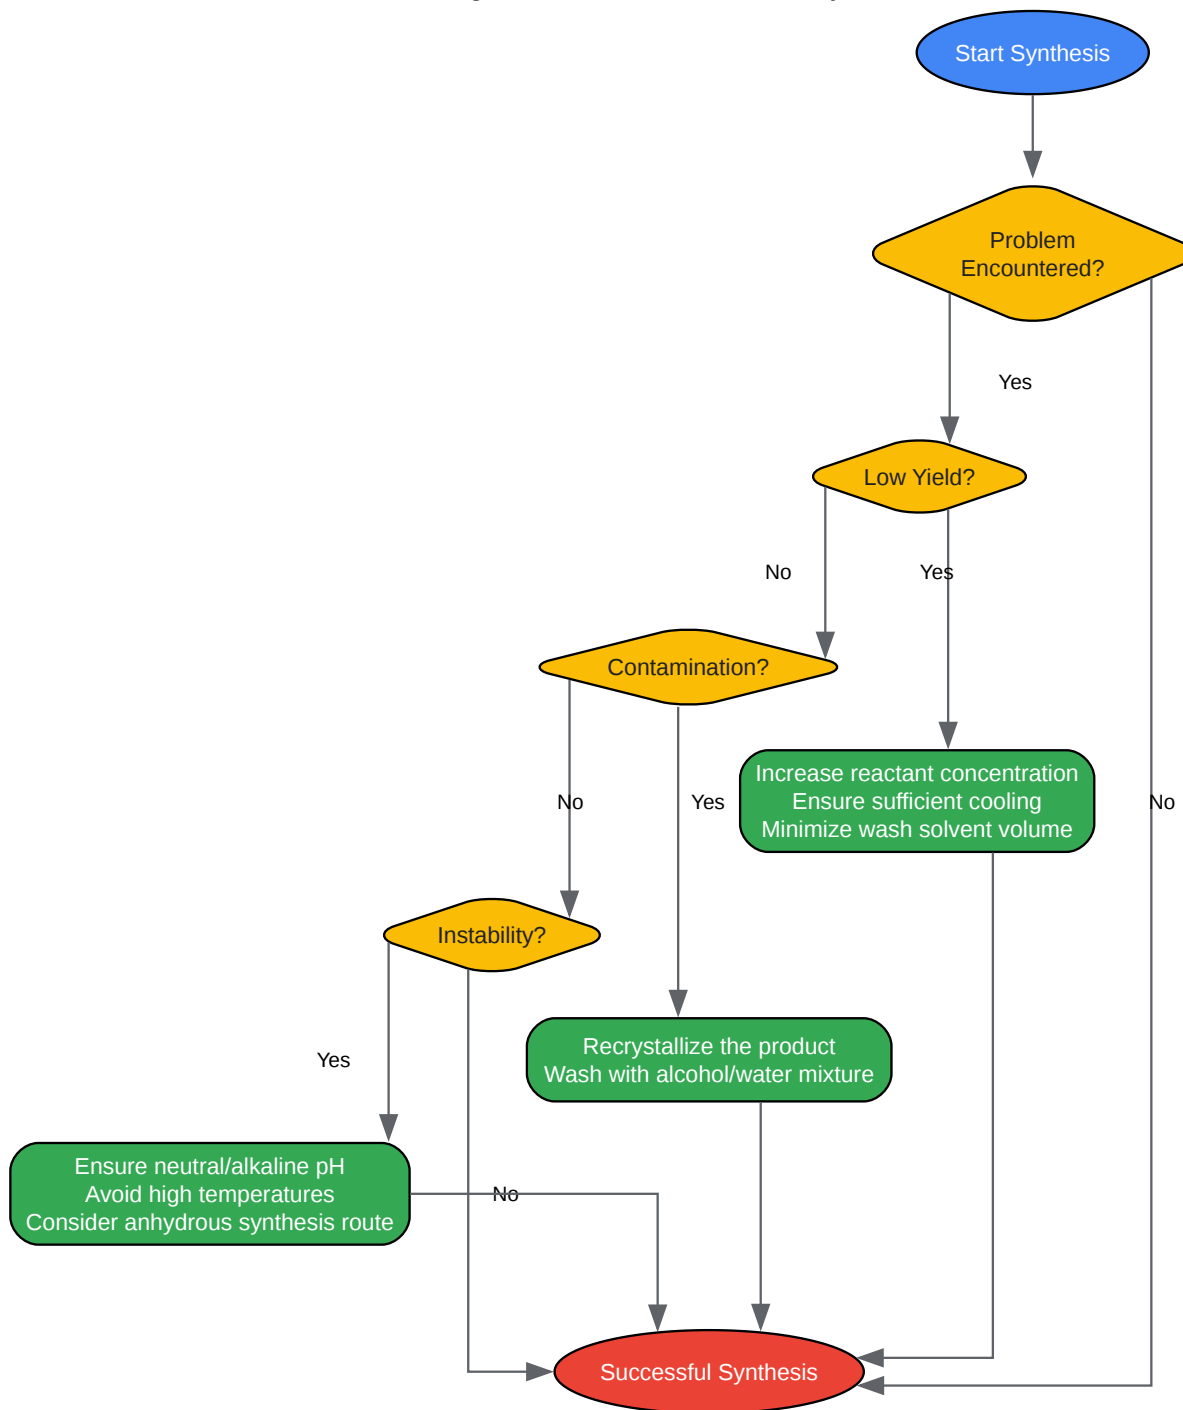 Start Synthesis
Problem
Encountered?
Yes
Low Yield?
No
Yes
Contamination?
Increase reactant concentration
Ensure sufficient cooling
Minimize wash solvent volume
No
Yes
No
Instability?
Recrystallize the product
Wash with alcohol/water mixture
Yes
Ensure neutral/alkaline pH
Avoid high temperatures
Consider anhydrous synthesis route
No
Successful Synthesis